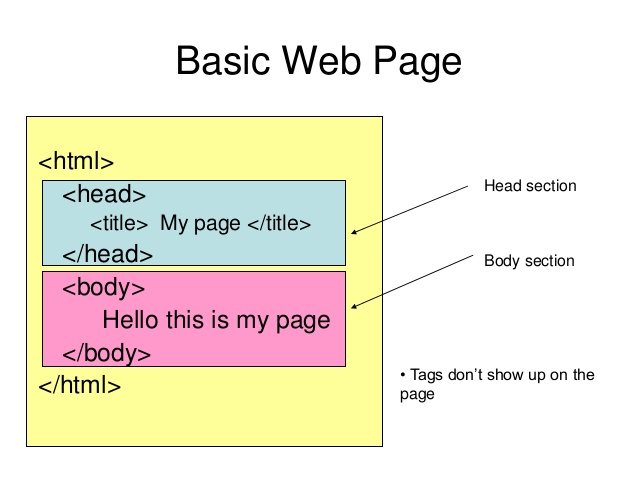 Basic Web Page
<html>
<head>
<title> My page </title>
</head>
<body>
Hello this is my page
</body>
</html>
Head section
Body section
• Tags don’t show up on the
page